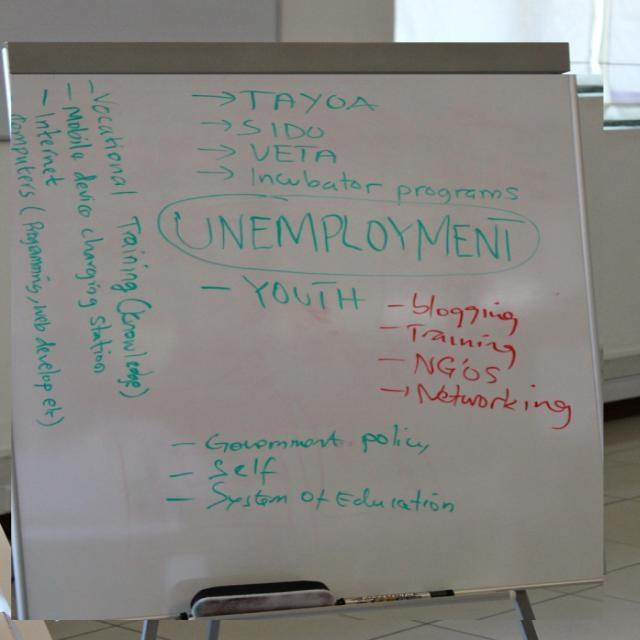 → TAYOA
→ SIDO
→ VETA
→ Incubator programs
UNEMPLOYMENT
- YOUTH
- blogging
- Training
- NGOS
→ Networking
- Government policy
- Self
- System of Education
- Vocational Training (knowledge)
- Mobile device charging station
- Internet
computers (Programming, web develop etc)